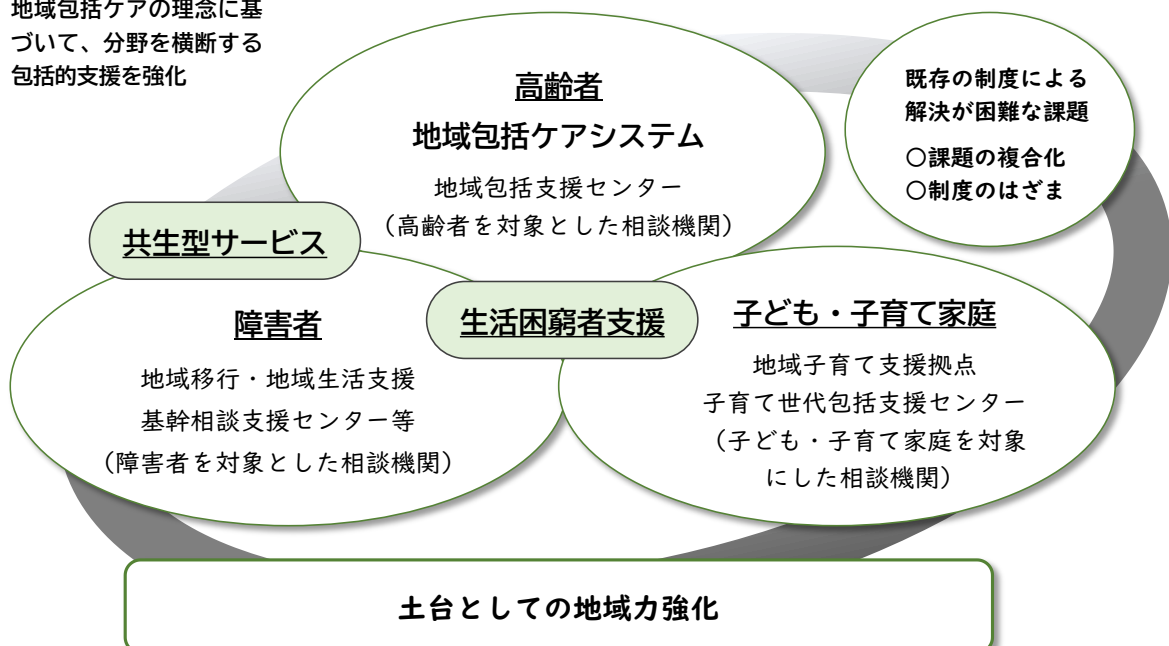 地域包括ケアの理念に基
づいて、分野を横断する
包括的支援を強化
高齢者
地域包括ケアシステム
地域包括支援センター
（高齢者を対象とした相談機関）
既存の制度による
解決が困難な課題
○課題の複合化
○制度のはざま
共生型サービス
障害者
地域移行・地域生活支援
基幹相談支援センター等
（障害者を対象とした相談機関）
生活困窮者支援
子ども・子育て家庭
地域子育て支援拠点
子育て世代包括支援センター
（子ども・子育て家庭を対象
にした相談機関）
土台としての地域力強化